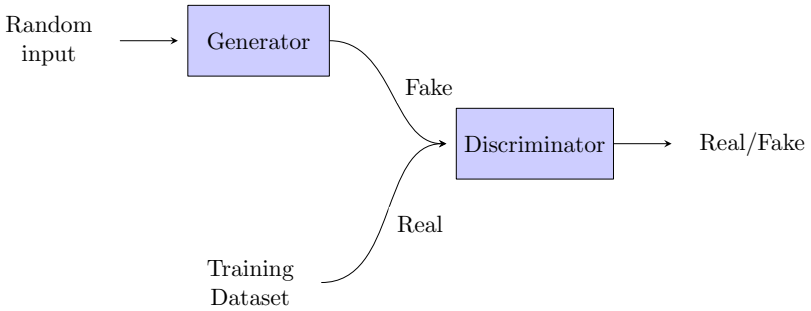 Random
input
Generator
Fake
Discriminator
Real/Fake
Real
Training
Dataset